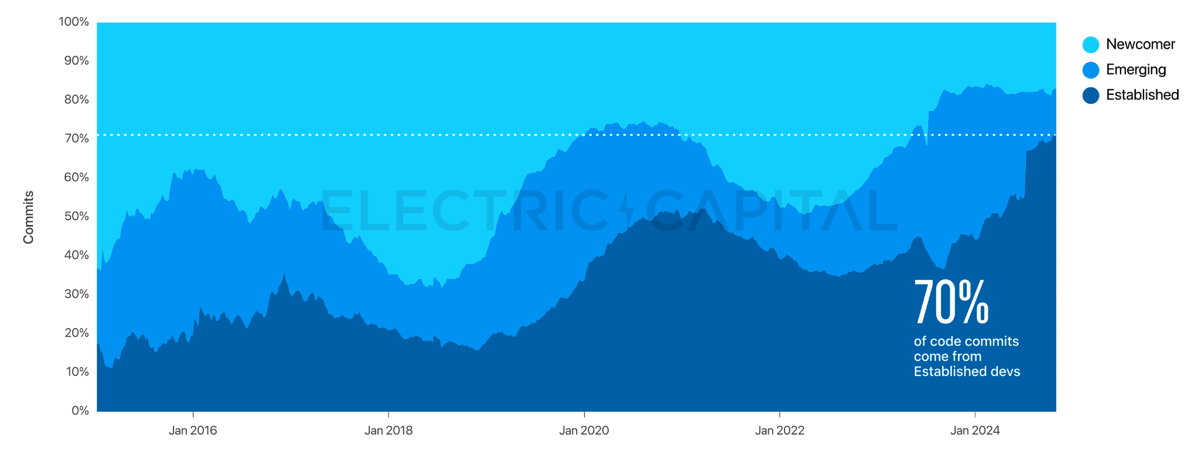 100%
90%
80%
70%
60%
50%
40%
30%
20%
10%
0%
Commits
Jan 2016
Jan 2018
Jan 2020
Jan 2022
Jan 2024
ELECTRIC CAPITAL
70%
of code commits
come from
Established devs
Newcomer
Emerging
Established